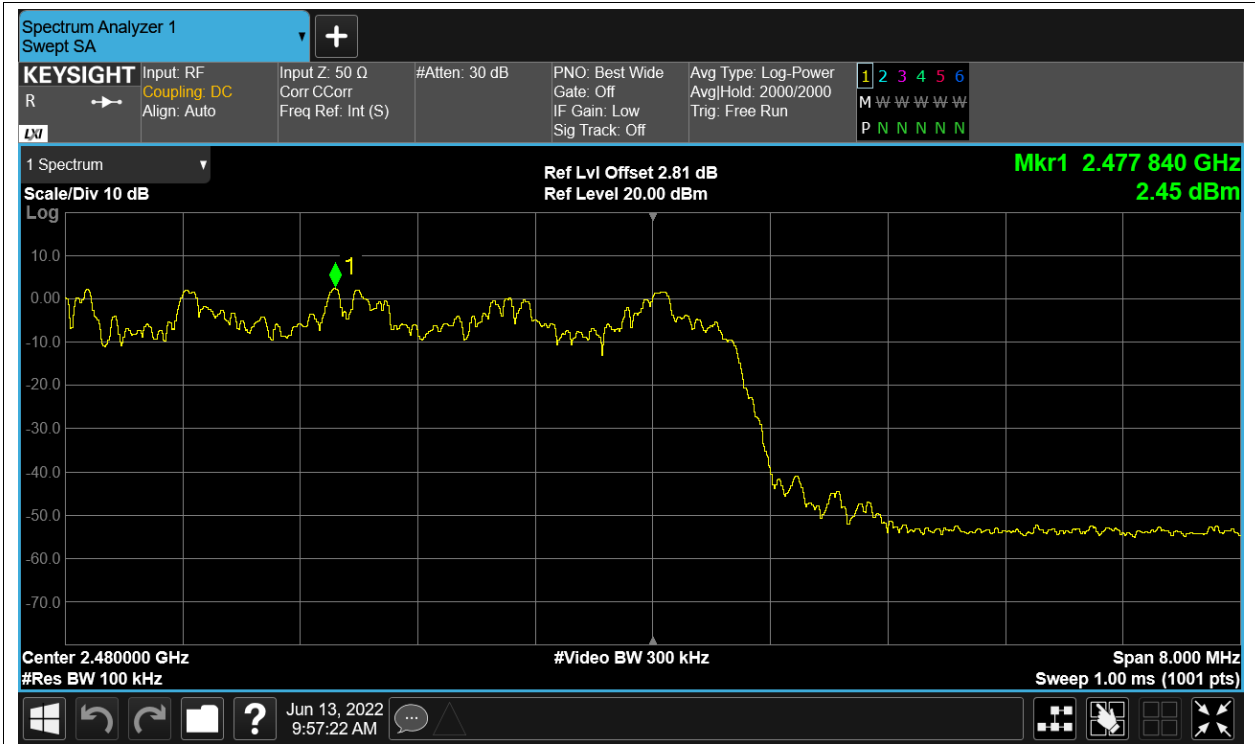 Spectrum Analyzer 1
Swept SA
KEYSIGHT
R
LXI
Input: RF
Coupling: DC
Align: Auto
Input Z: 50 Ω
Corr CCorr
Freq Ref: Int (S)
#Atten: 30 dB
PNO: Best Wide
Gate: Off
IF Gain: Low
Sig Track: Off
Avg Type: Log-Power
Avg|Hold: 2000/2000
Trig: Free Run
1 2 3 4 5 6
M W W W W W
P N N N N N
1 Spectrum
Scale/Div 10 dB
Log
Ref Lvl Offset 2.81 dB
Ref Level 20.00 dBm
Mkr1 2.477 840 GHz
2.45 dBm
1
10.0
0.00
-10.0
-20.0
-30.0
-40.0
-50.0
-60.0
-70.0
Center 2.480000 GHz
#Video BW 300 kHz
Span 8.000 MHz
#Res BW 100 kHz
Sweep 1.00 ms (1001 pts)
?
Jun 13, 2022
9:57:22 AM